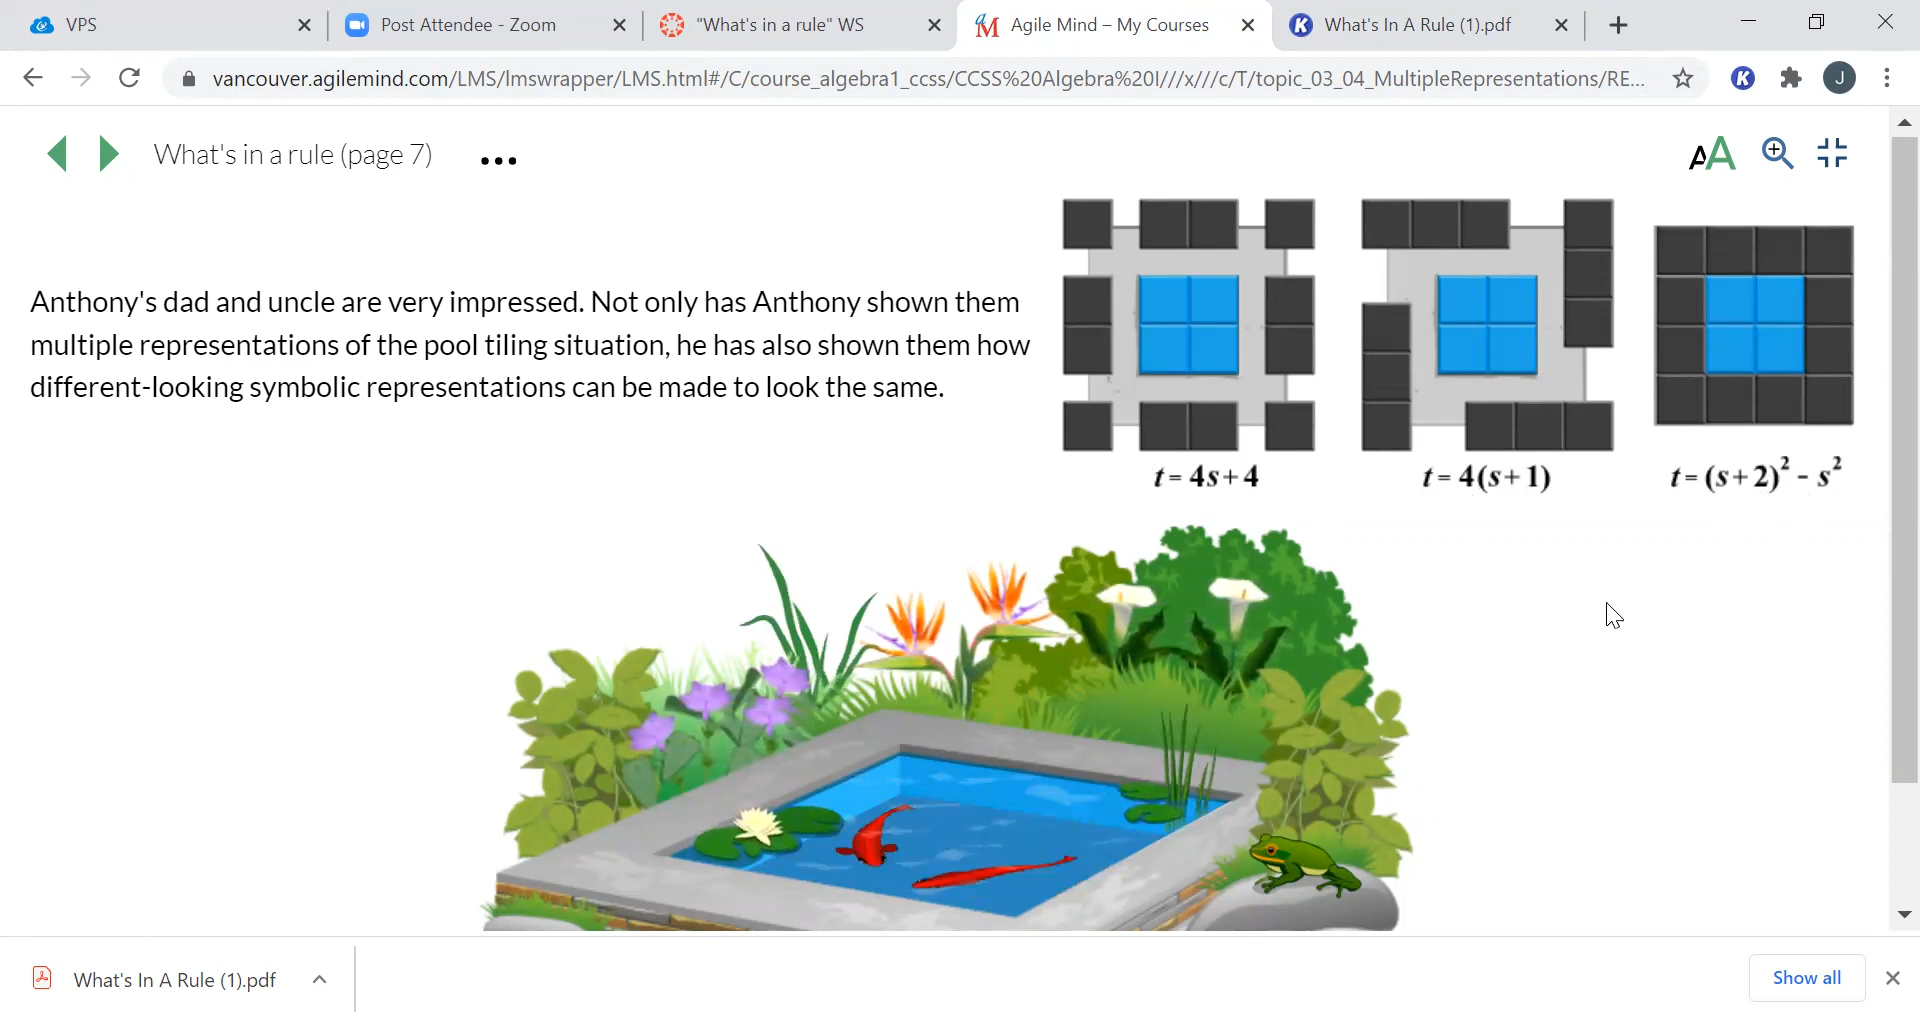 VPS
Post Attendee - Zoom
"What's in a rule" WS
Agile Mind – My Courses
What's In A Rule (1).pdf
vancouver.agilemind.com/LMS/lmswrapper/LMS.html#/C/course_algebra1_ccss/CCSS%20Algebra%20I///x///c/T/topic_03_04_MultipleRepresentations/RE...
K
J
What's in a rule (page 7)
AA
Anthony's dad and uncle are very impressed. Not only has Anthony shown them
multiple representations of the pool tiling situation, he has also shown them how
different-looking symbolic representations can be made to look the same.
t = 4s + 4
t = 4(s + 1)
t = (s + 2)² - s²
What's In A Rule (1).pdf
Show all